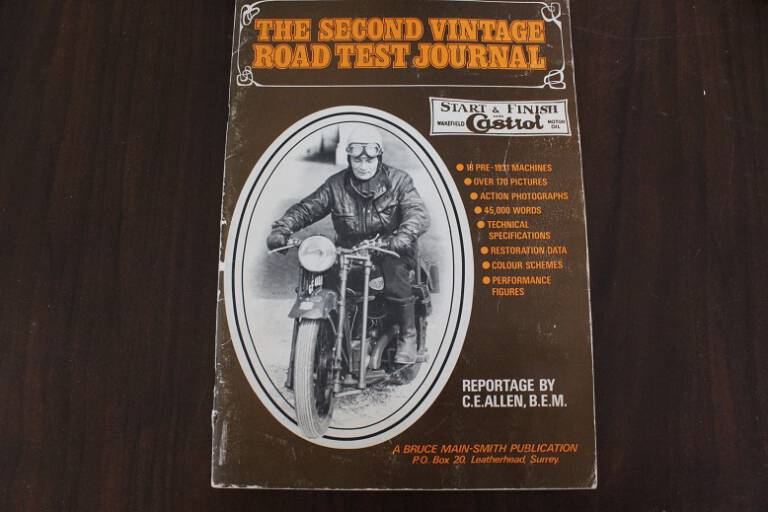 THE SECOND VINTAGE
ROAD TEST JOURNAL
START & FINISH
WAKEFIELD Castrol MOTOR OIL
18 PRE-1931 MACHINES
OVER 170 PICTURES
ACTION PHOTOGRAPHS
45,000 WORDS
TECHNICAL
SPECIFICATIONS
RESTORATION DATA
COLOUR SCHEMES
PERFORMANCE
FIGURES
REPORTAGE BY
C.E.ALLEN, B.E.M.
A BRUCE MAIN-SMITH PUBLICATION
P.O. Box 20, Leatherhead, Surrey